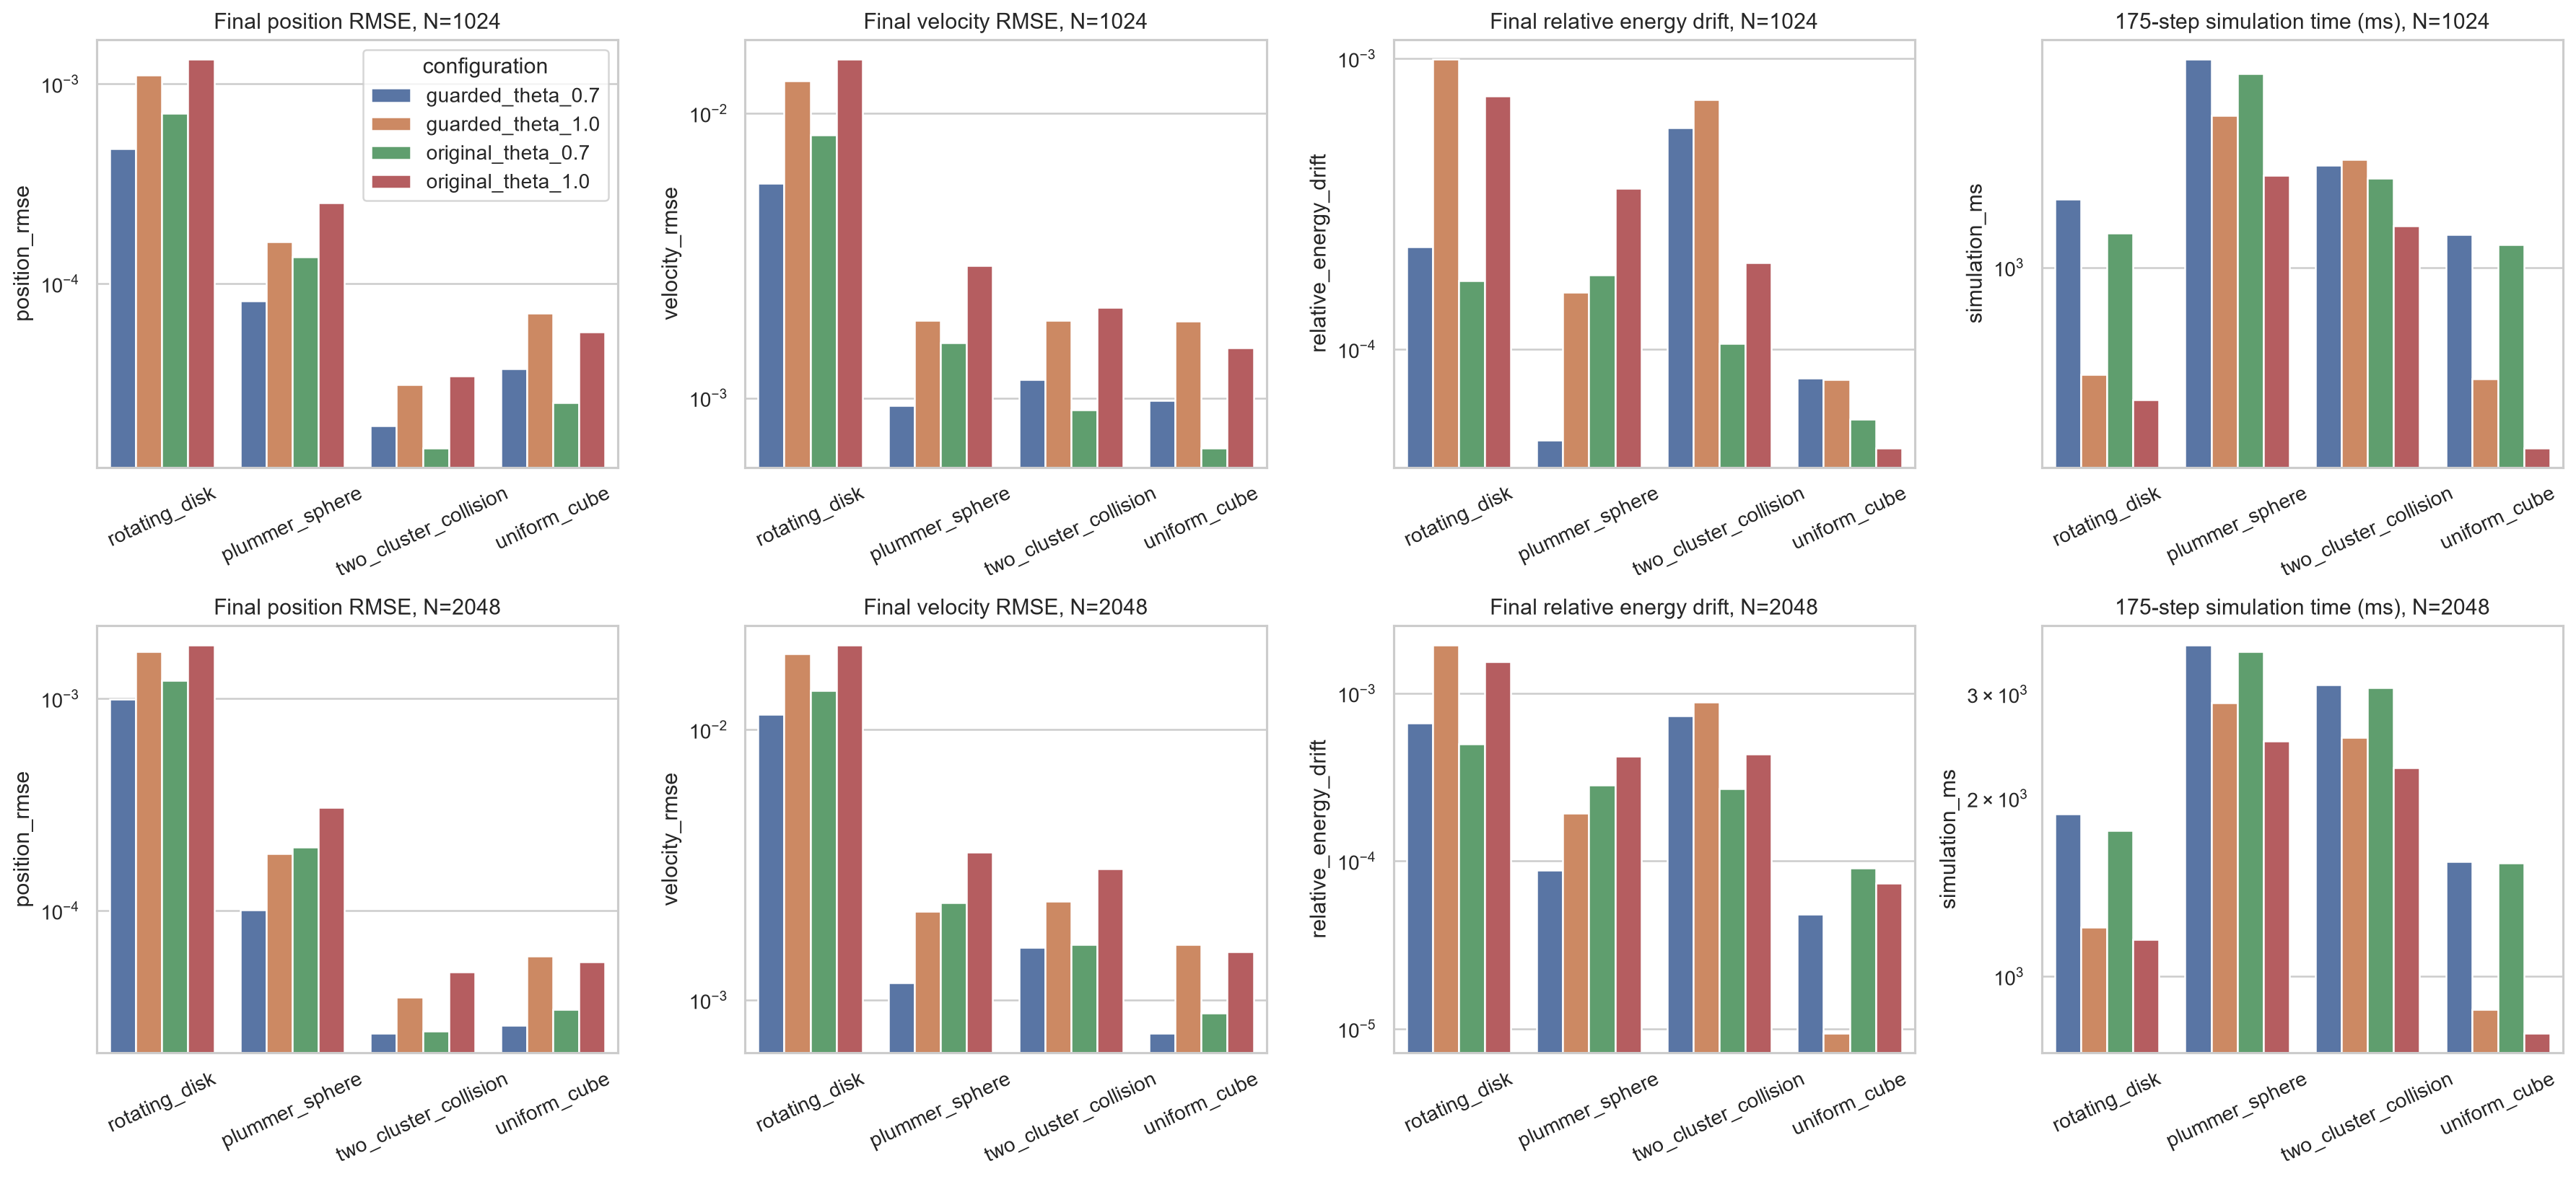 Final position RMSE, N=1024
position_rmse
10⁻³
10⁻⁴
configuration
guarded_theta_0.7
guarded_theta_1.0
original_theta_0.7
original_theta_1.0
rotating_disk
plummer_sphere
two_cluster_collision
uniform_cube
Final velocity RMSE, N=1024
velocity_rmse
10⁻²
10⁻³
rotating_disk
plummer_sphere
two_cluster_collision
uniform_cube
Final relative energy drift, N=1024
relative_energy_drift
10⁻³
10⁻⁴
rotating_disk
plummer_sphere
two_cluster_collision
uniform_cube
175-step simulation time (ms), N=1024
simulation_ms
10³
rotating_disk
plummer_sphere
two_cluster_collision
uniform_cube
Final position RMSE, N=2048
position_rmse
10⁻³
10⁻⁴
rotating_disk
plummer_sphere
two_cluster_collision
uniform_cube
Final velocity RMSE, N=2048
velocity_rmse
10⁻²
10⁻³
rotating_disk
plummer_sphere
two_cluster_collision
uniform_cube
Final relative energy drift, N=2048
relative_energy_drift
10⁻³
10⁻⁴
10⁻⁵
rotating_disk
plummer_sphere
two_cluster_collision
uniform_cube
175-step simulation time (ms), N=2048
simulation_ms
3 × 10³
2 × 10³
10³
rotating_disk
plummer_sphere
two_cluster_collision
uniform_cube